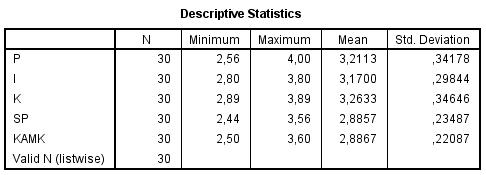 Descriptive Statistics
N Minimum Maximum Mean Std. Deviation
P 30 2,56 4,00 3,2113 ,34178
I 30 2,80 3,80 3,1700 ,29844
K 30 2,89 3,89 3,2633 ,34646
SP 30 2,44 3,56 2,8857 ,23487
KAMK 30 2,50 3,60 2,8867 ,22087
Valid N (listwise) 30